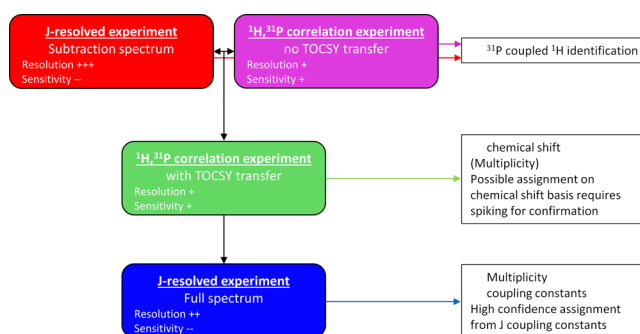 J-resolved experiment
Subtraction spectrum
Resolution +++
Sensitivity --
¹H,³¹P correlation experiment
no TOCSY transfer
Resolution +
Sensitivity +
³¹P coupled ¹H identification
¹H,³¹P correlation experiment
with TOCSY transfer
Resolution +
Sensitivity +
chemical shift
(Multiplicity)
Possible assignment on
chemical shift basis requires
spiking for confirmation
J-resolved experiment
Full spectrum
Resolution ++
Sensitivity --
Multiplicity
coupling constants
High confidence assignment
from J coupling constants